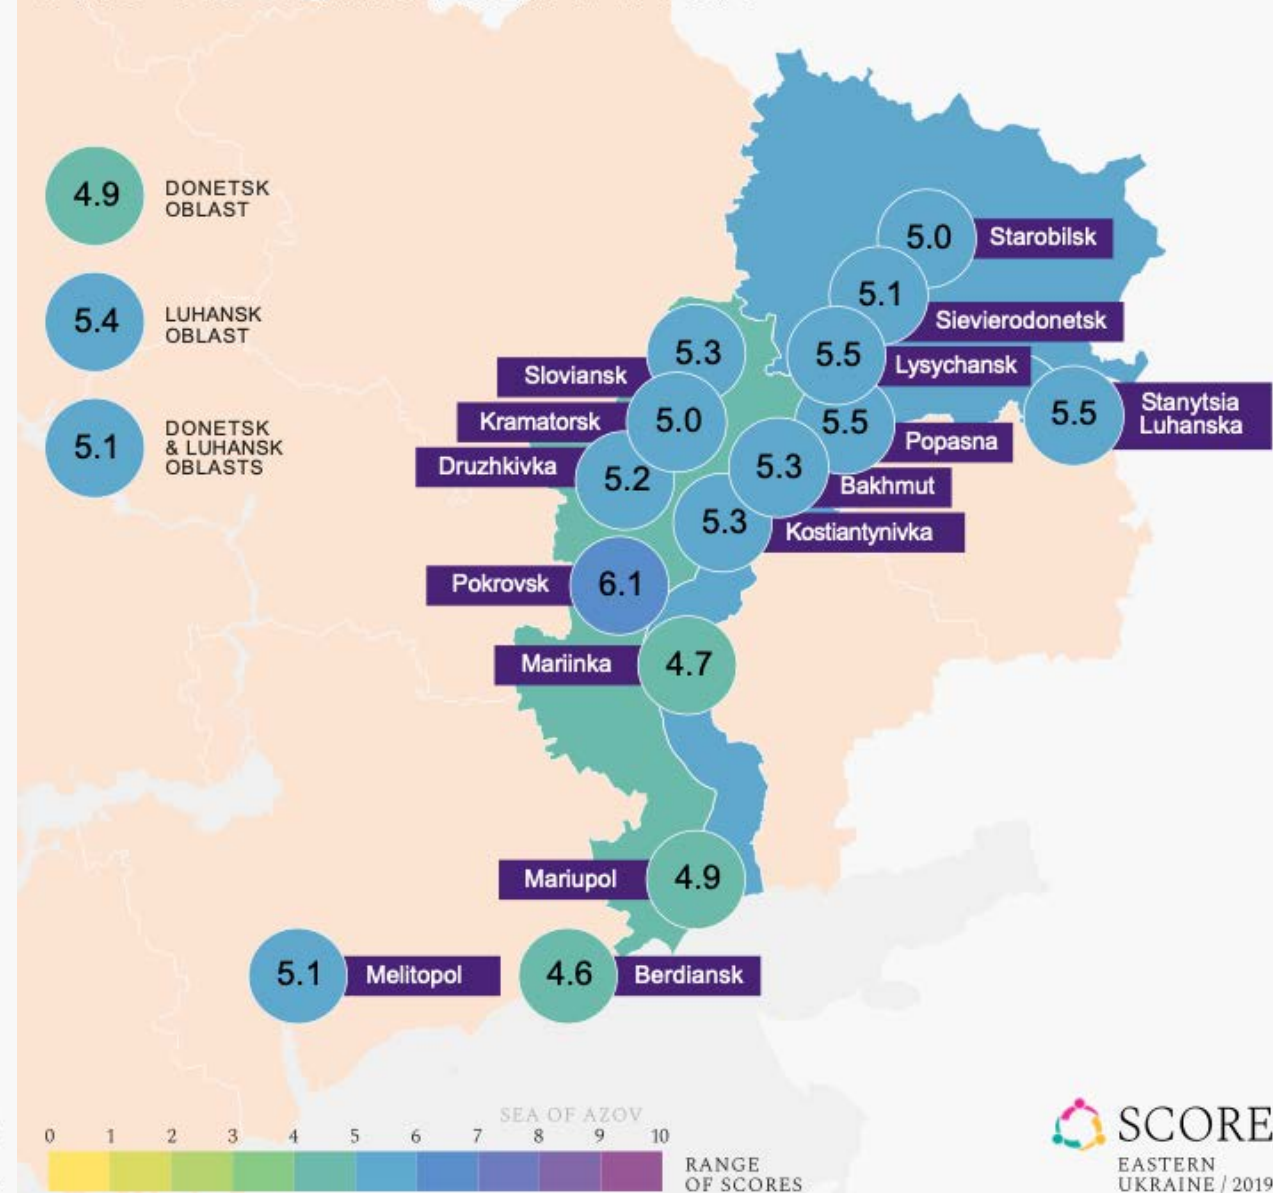 4.9
DONETSK
OBLAST
5.4
LUHANSK
OBLAST
5.1
DONETSK
& LUHANSK
OBLASTS
5.0
Starobilsk
5.1
Sievierodonetsk
5.3
Sloviansk
5.5
Lysychansk
5.0
Kramatorsk
5.5
Popasna
5.5
Stanytsia
Luhanska
5.2
Druzhkivka
5.3
Bakhmut
5.3
Kostiantynivka
6.1
Pokrovsk
4.7
Mariinka
4.9
Mariupol
5.1
Melitopol
4.6
Berdiansk
SEA OF AZOV
0 1 2 3 4 5 6 7 8 9 10
RANGE
OF SCORES
SCORE
EASTERN
UKRAINE / 2019